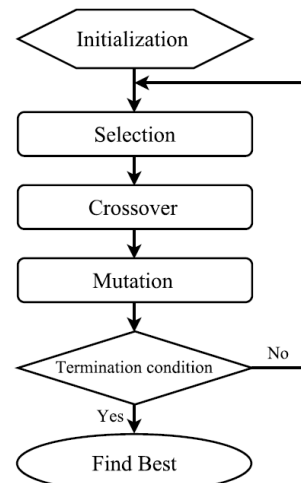 Initialization
Selection
Crossover
Mutation
Termination condition
No
Yes
Find Best